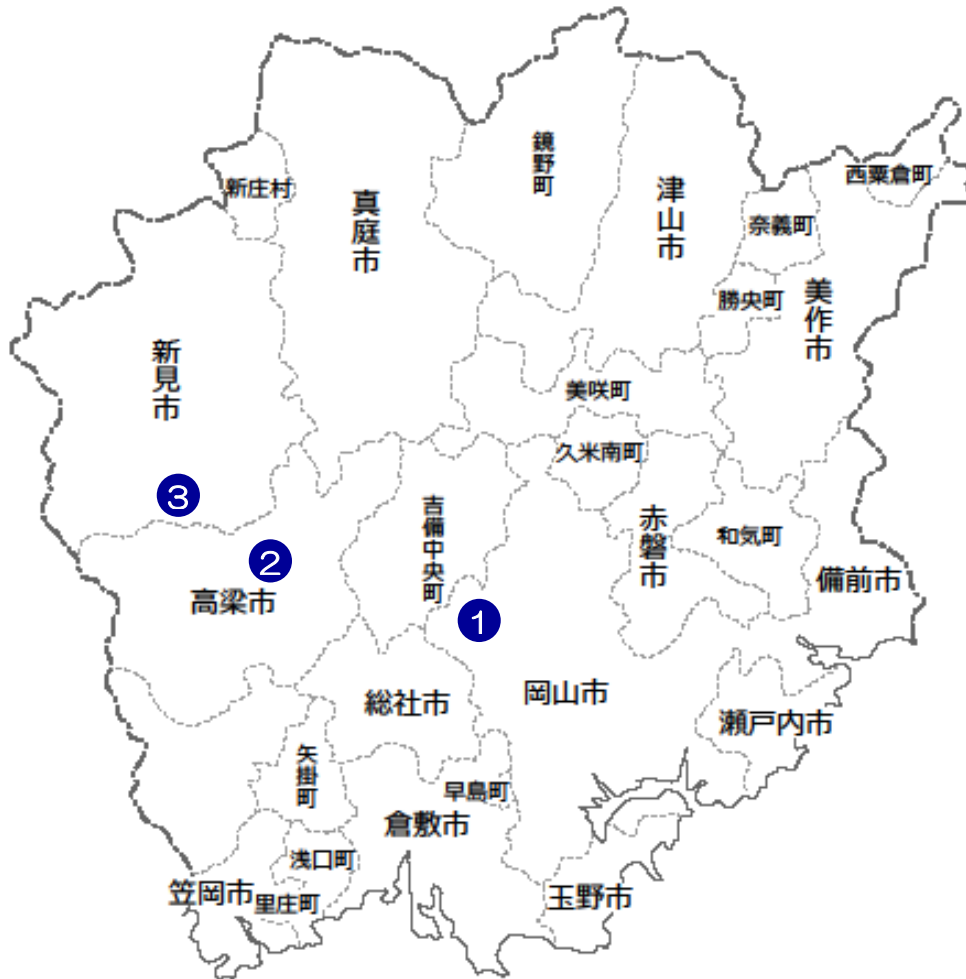 鏡野町
西粟倉町
新庄村
津山市
真庭市
奈義町
勝央町
美作市
新見市
美咲町
久米南町
3
吉備中央町
赤磐市
和気町
2
備前市
高梁市
1
総社市
岡山市
瀬戸内市
矢掛町
早島町
倉敷市
浅口町
笠岡市
里庄町
玉野市